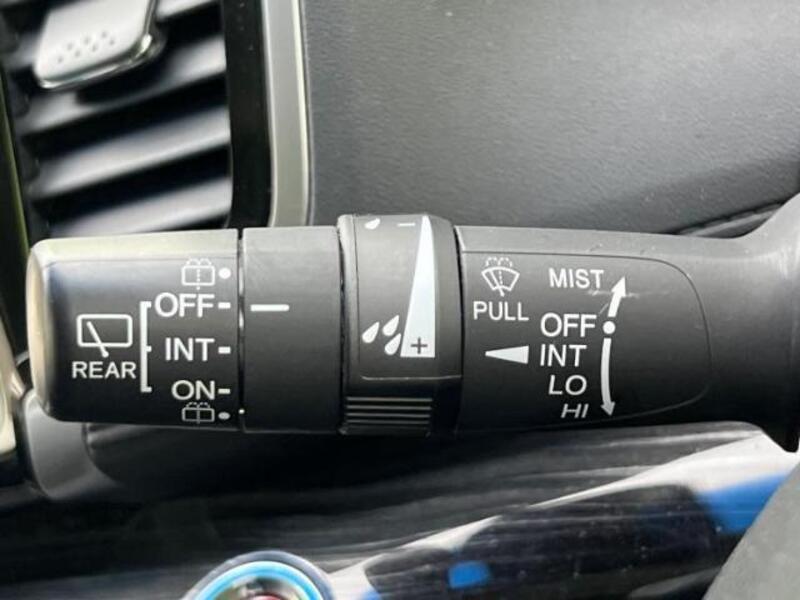 OFF
INT
ON
REAR
PULL
MIST
OFF
INT
LO
HI